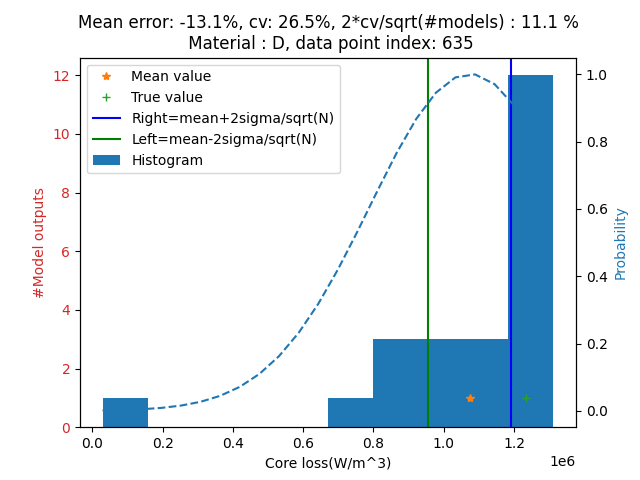 Mean error: -13.1%, cv: 26.5%, 2*cv/sqrt(#models) : 11.1 %
Material : D, data point index: 635
Mean value
True value
Right=mean+2sigma/sqrt(N)
Left=mean-2sigma/sqrt(N)
Histogram
#Model outputs
12
10
8
6
4
2
0
Probability
1.0
0.8
0.6
0.4
0.2
0.0
0.0 0.2 0.4 0.6 0.8 1.0 1.2
1e6
Core loss(W/m^3)